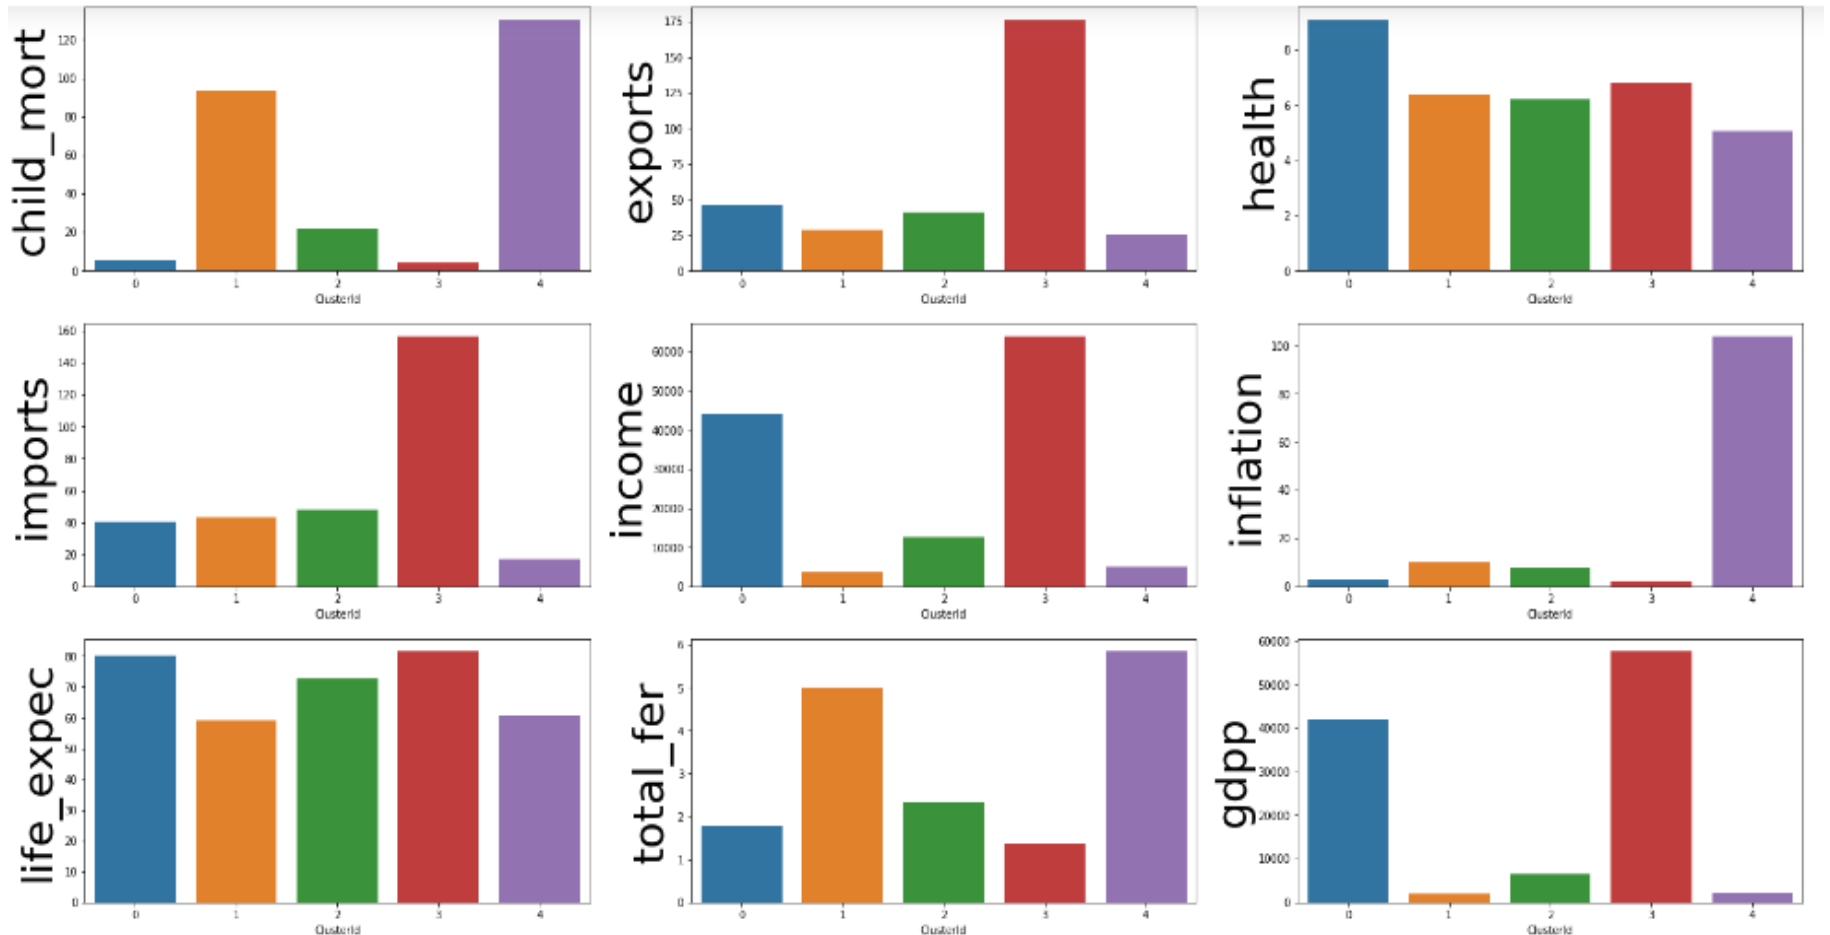 child_mort
120
100
80
60
40
20
0
0 1 2 3 4
ClusterId
exports
175
150
125
100
75
50
25
0
0 1 2 3 4
ClusterId
health
8
6
4
2
0
0 1 2 3 4
ClusterId
imports
160
140
120
100
80
60
40
20
0
0 1 2 3 4
ClusterId
income
60000
50000
40000
30000
20000
10000
0
0 1 2 3 4
ClusterId
inflation
100
80
60
40
20
0
0 1 2 3 4
ClusterId
life_expec
80
70
60
50
40
30
20
10
0
0 1 2 3 4
ClusterId
total_fer
6
5
4
3
2
1
0
0 1 2 3 4
ClusterId
gdpp
60000
50000
40000
30000
20000
10000
0
0 1 2 3 4
ClusterId